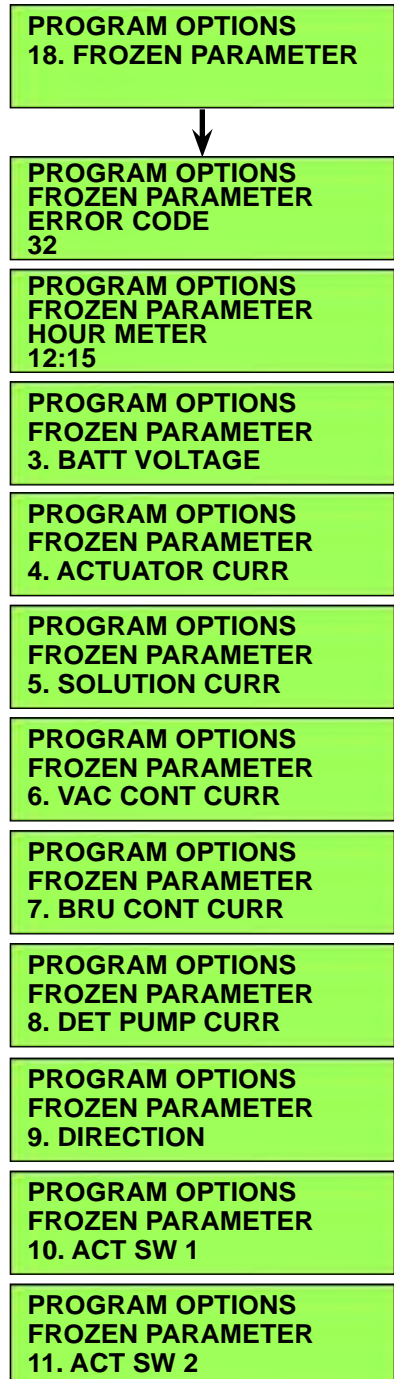 PROGRAM OPTIONS
18. FROZEN PARAMETER
PROGRAM OPTIONS
FROZEN PARAMETER
ERROR CODE
32
PROGRAM OPTIONS
FROZEN PARAMETER
HOUR METER
12:15
PROGRAM OPTIONS
FROZEN PARAMETER
3. BATT VOLTAGE
PROGRAM OPTIONS
FROZEN PARAMETER
4. ACTUATOR CURR
PROGRAM OPTIONS
FROZEN PARAMETER
5. SOLUTION CURR
PROGRAM OPTIONS
FROZEN PARAMETER
6. VAC CONT CURR
PROGRAM OPTIONS
FROZEN PARAMETER
7. BRU CONT CURR
PROGRAM OPTIONS
FROZEN PARAMETER
8. DET PUMP CURR
PROGRAM OPTIONS
FROZEN PARAMETER
9. DIRECTION
PROGRAM OPTIONS
FROZEN PARAMETER
10. ACT SW 1
PROGRAM OPTIONS
FROZEN PARAMETER
11. ACT SW 2